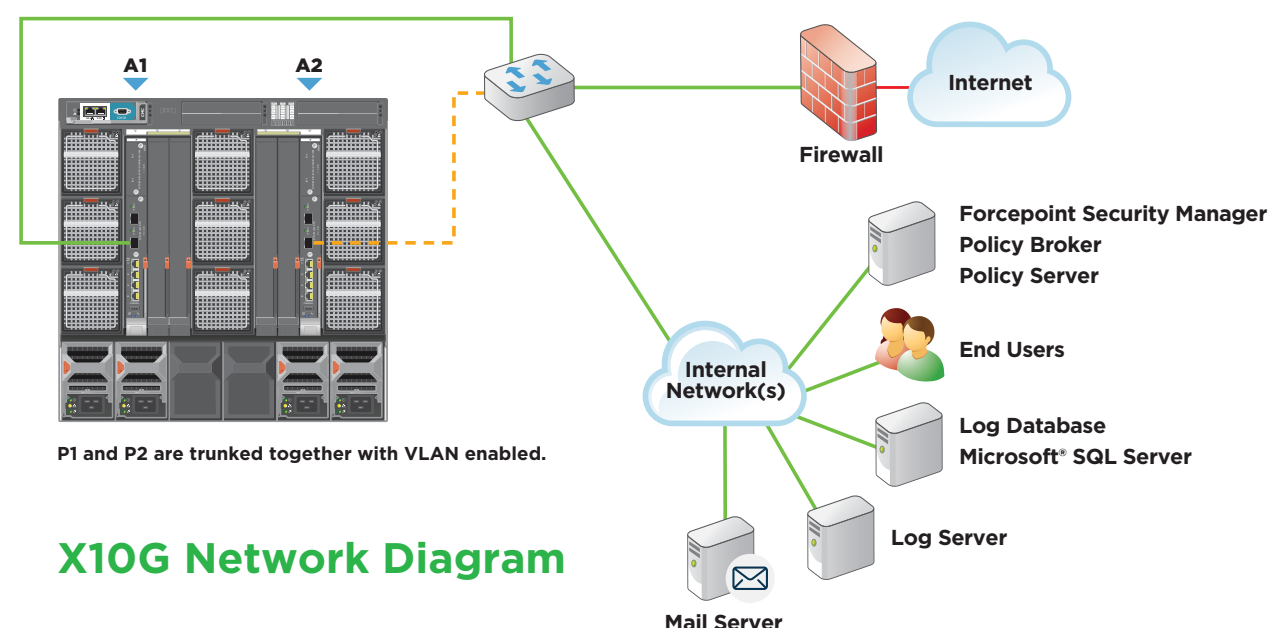 A1
A2
Internet
Firewall
Forcepoint Security Manager
Policy Broker
Policy Server
End Users
Internal
Network(s)
Log Database
Microsoft® SQL Server
P1 and P2 are trunked together with VLAN enabled.
Log Server
X10G Network Diagram
Mail Server